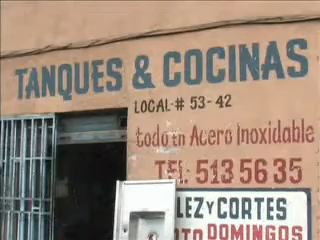 TANQUES & COCINAS
LOCAL # 53-42
todo En Acero Inoxidable
TEL: 513 56 35
LEZ Y CORTES
DOMINGOS